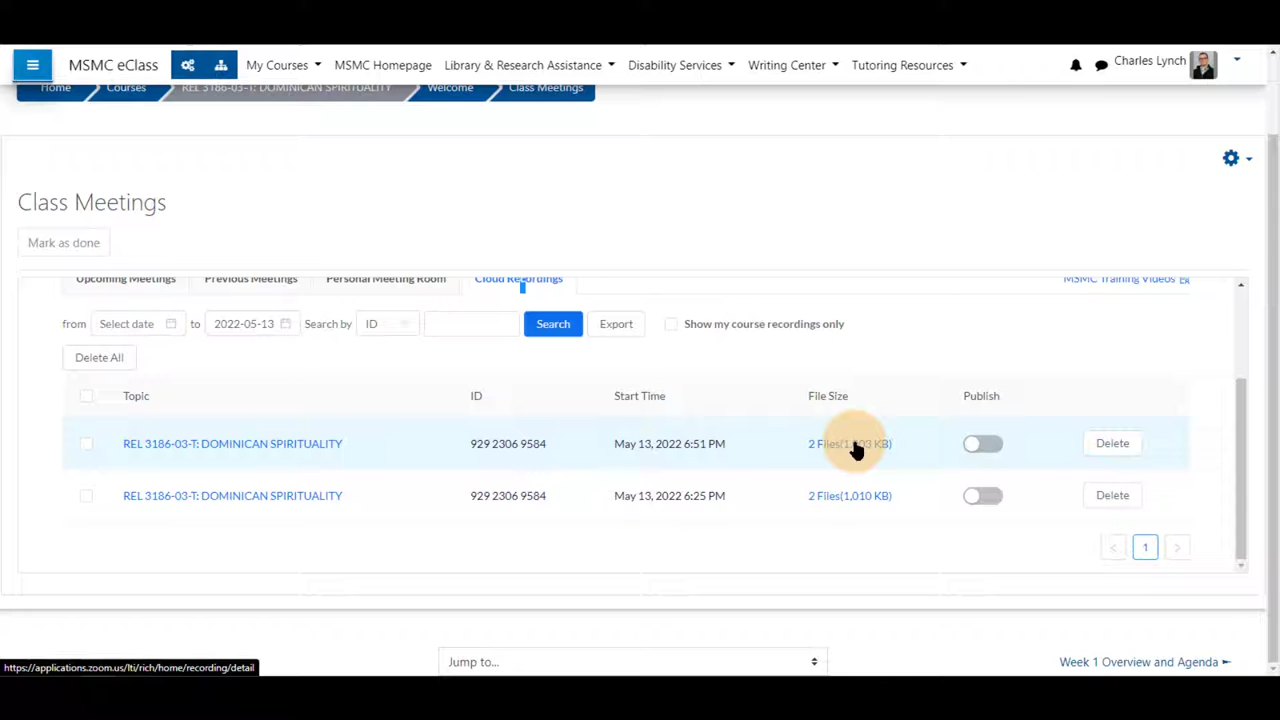 MSMC eClass My Courses MSMC Homepage Library & Research Assistance Disability Services Writing Center Tutoring Resources Charles Lynch
Home Courses REL 3186-03-T: DOMINICAN SPIRITUALITY Welcome Class Meetings
Class Meetings
Mark as done
Upcoming Meetings Previous Meetings Personal Meeting Room Cloud Recordings MSMC Training Videos
from Select date to 2022-05-13 Search by ID Search Export Show my course recordings only
Delete All
Topic ID Start Time File Size Publish
REL 3186-03-T: DOMINICAN SPIRITUALITY 929 2306 9584 May 13, 2022 6:51 PM 2 Files KB) Delete
REL 3186-03-T: DOMINICAN SPIRITUALITY 929 2306 9584 May 13, 2022 6:25 PM 2 Files(1,010 KB) Delete
< 1 >
Jump to... Week 1 Overview and Agenda
https://applications.zoom.us/lti/rich/home/recording/detail